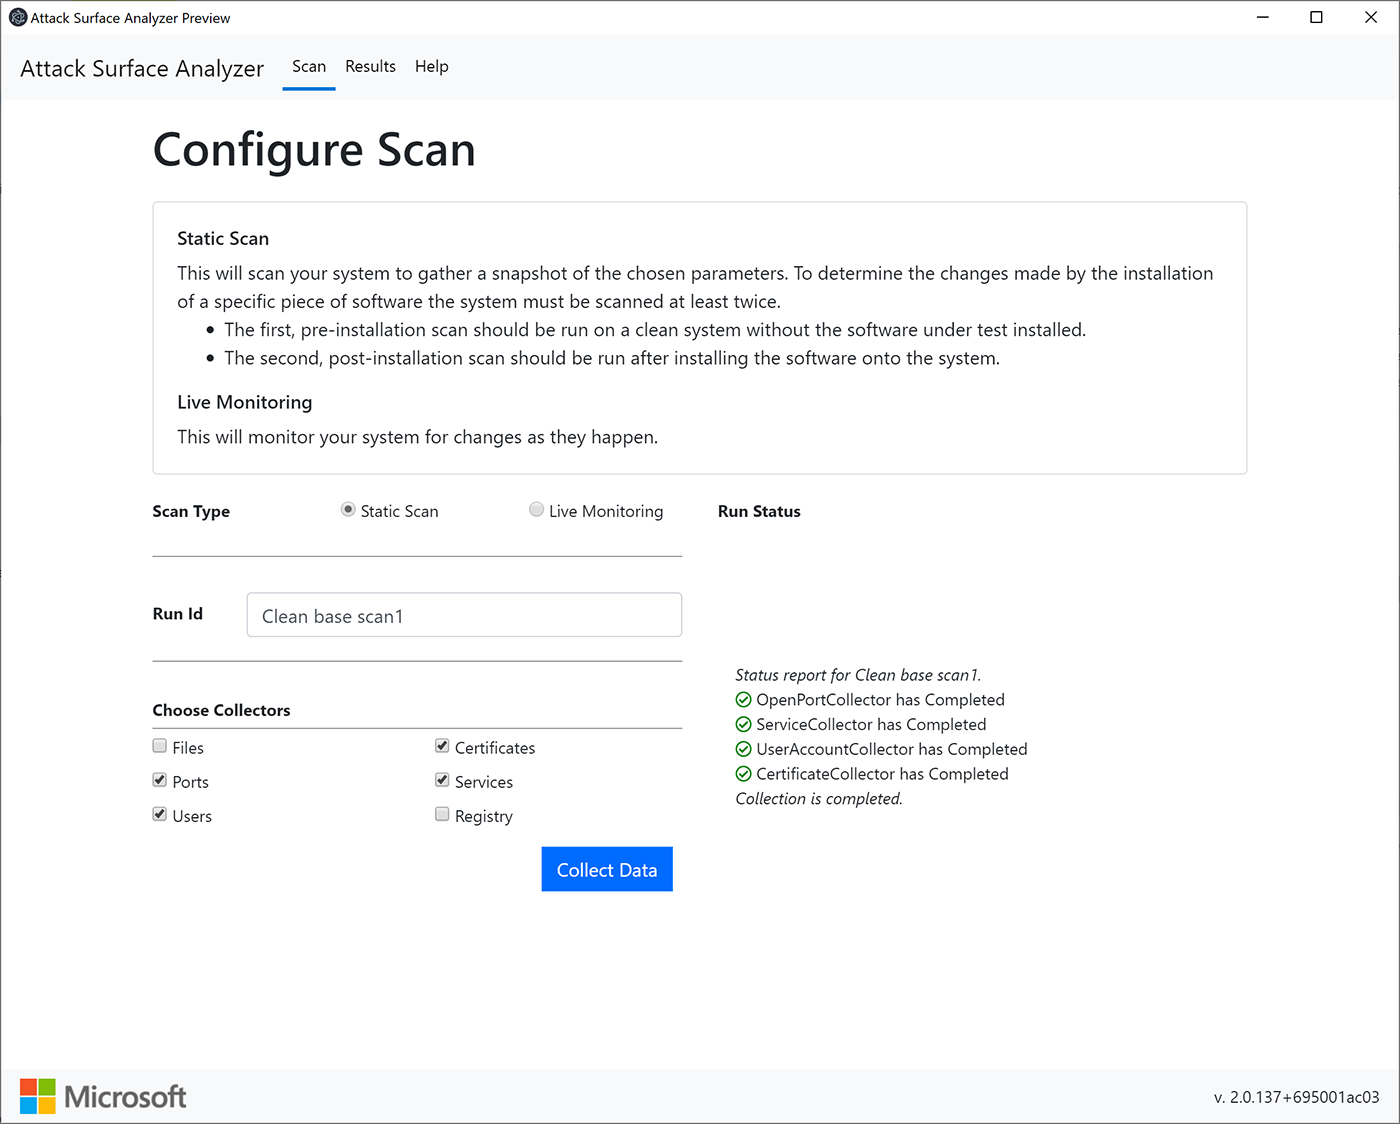 Attack Surface Analyzer Preview
Attack Surface Analyzer Scan Results Help
Configure Scan
Static Scan
This will scan your system to gather a snapshot of the chosen parameters. To determine the changes made by the installation
of a specific piece of software the system must be scanned at least twice.
• The first, pre-installation scan should be run on a clean system without the software under test installed.
• The second, post-installation scan should be run after installing the software onto the system.
Live Monitoring
This will monitor your system for changes as they happen.
Scan Type Static Scan Live Monitoring
Run Id Clean base scan1
Choose Collectors
Files Certificates
Ports Services
Users Registry
Collect Data
Run Status
Status report for Clean base scan1.
OpenPortCollector has Completed
ServiceCollector has Completed
UserAccountCollector has Completed
CertificateCollector has Completed
Collection is completed.
Microsoft
v. 2.0.137+695001ac03